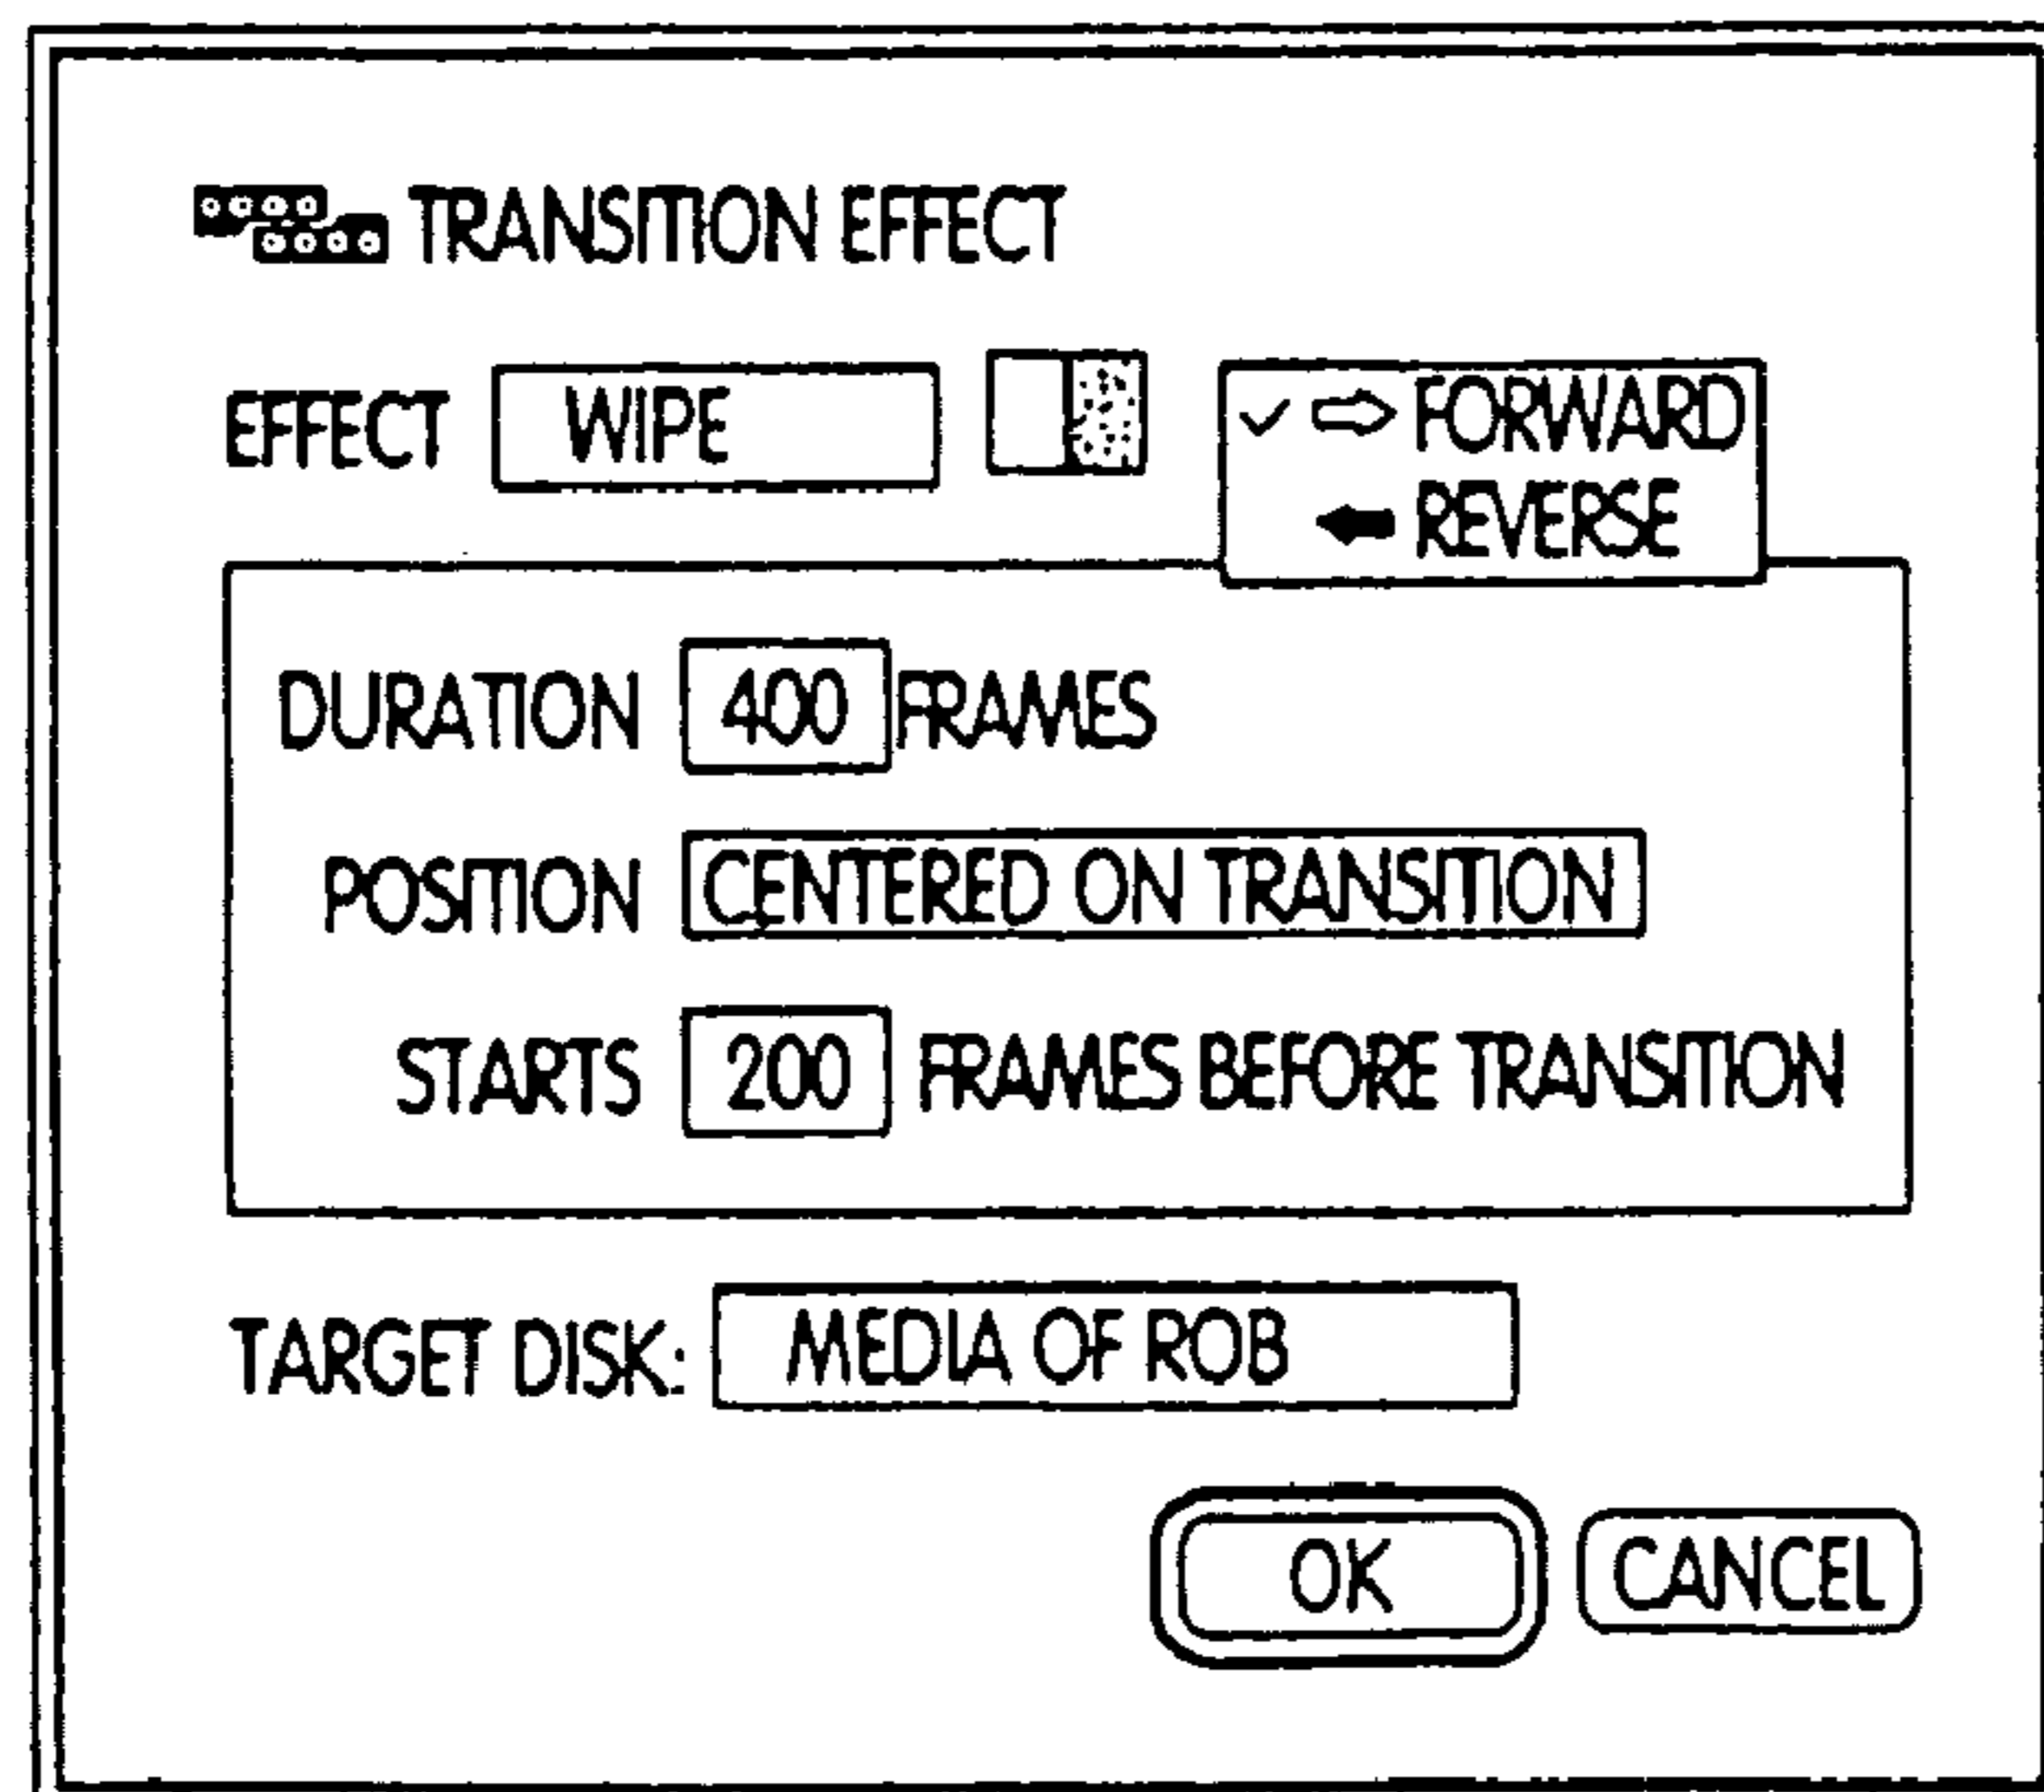 TRANSITION EFFECT
EFFECT WIPE ✓ ⇨ FORWARD
⬅ REVERSE
DURATION 400 FRAMES
POSITION CENTERED ON TRANSITION
STARTS 200 FRAMES BEFORE TRANSITION
TARGET DISK: MEDIA OF ROB
OK CANCEL